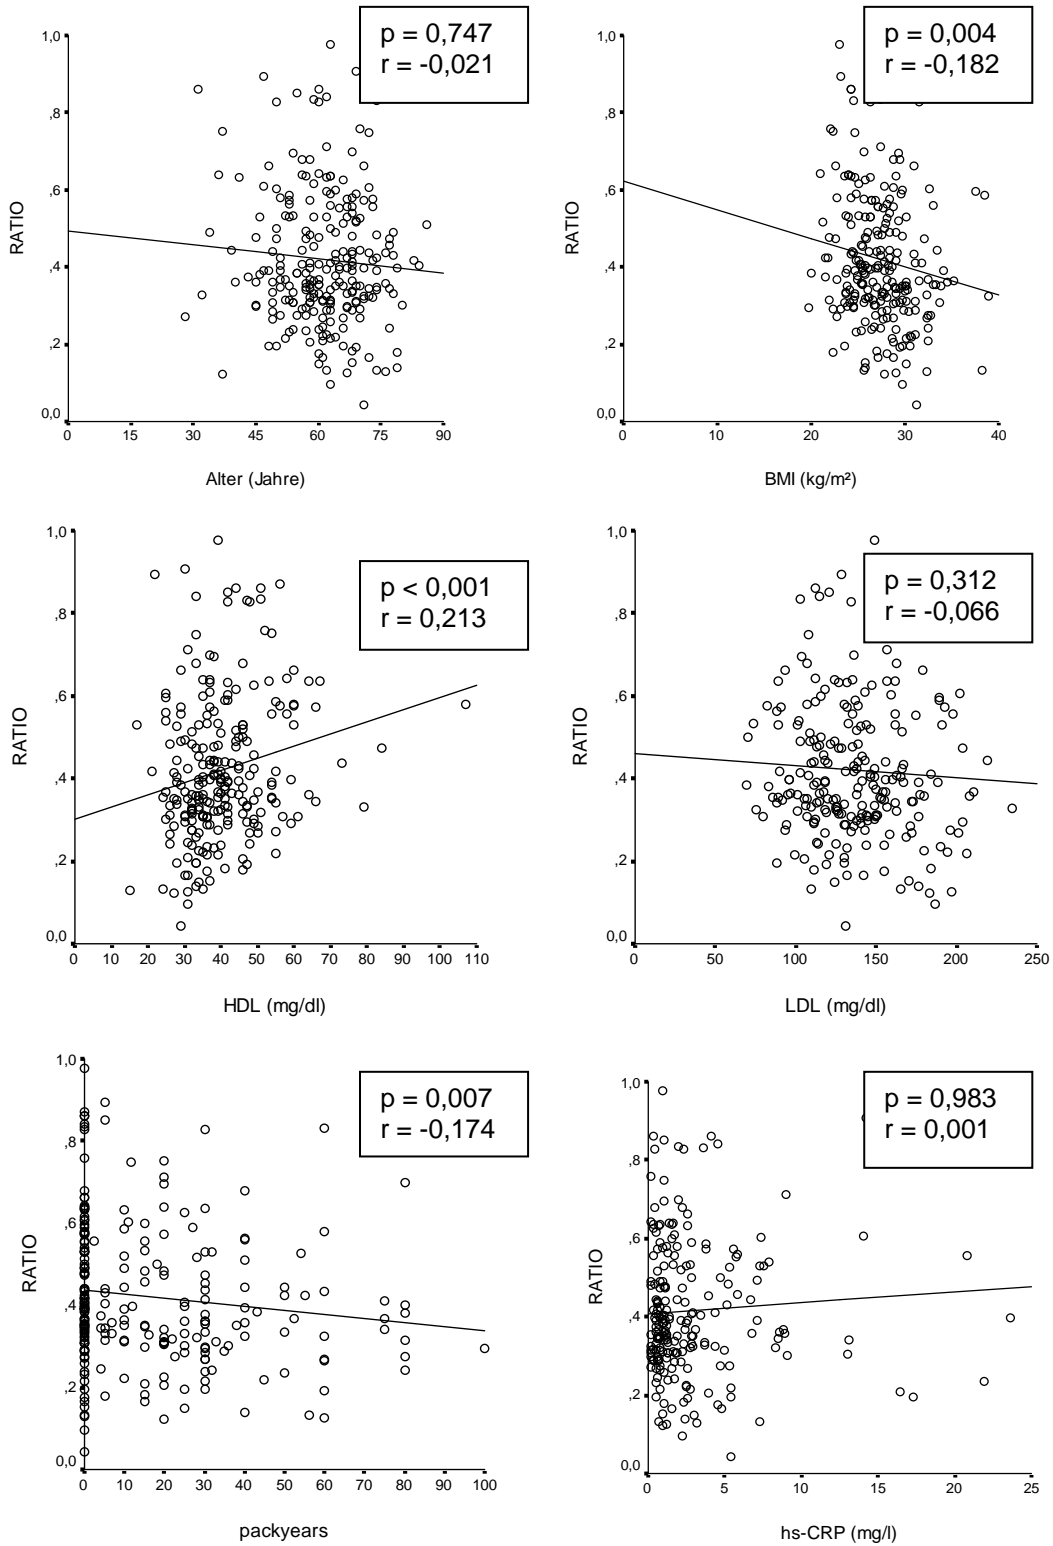 p = 0,747
r = -0,021
1,0
,8
,6
,4
,2
0,0
RATIO
0 15 30 45 60 75 90
Alter (Jahre)
p = 0,004
r = -0,182
1,0
,8
,6
,4
,2
0,0
RATIO
0 10 20 30 40
BMI (kg/m²)
p < 0,001
r = 0,213
1,0
,8
,6
,4
,2
0,0
RATIO
0 10 20 30 40 50 60 70 80 90 100 110
HDL (mg/dl)
p = 0,312
r = -0,066
1,0
,8
,6
,4
,2
0,0
RATIO
0 50 100 150 200 250
LDL (mg/dl)
p = 0,007
r = -0,174
1,0
,8
,6
,4
,2
0,0
RATIO
0 10 20 30 40 50 60 70 80 90 100
packyears
p = 0,983
r = 0,001
1,0
,8
,6
,4
,2
0,0
RATIO
0 5 10 15 20 25
hs-CRP (mg/l)